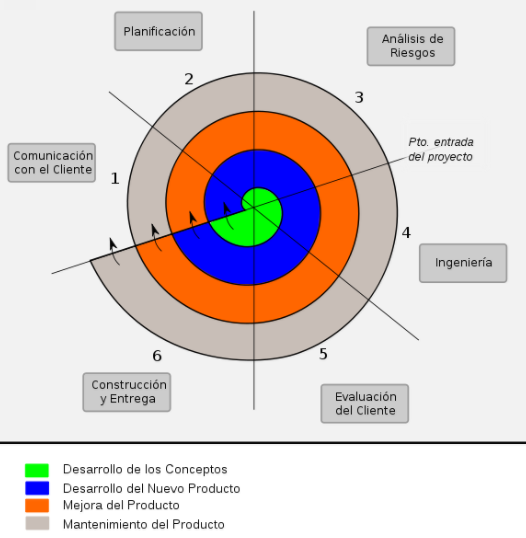 Planificación
Análisis de
Riesgos
2
3
Pto. entrada
del proyecto
Comunicación
con el Cliente
1
4
Ingeniería
6
5
Construcción
y Entrega
Evaluación
del Cliente
Desarrollo de los Conceptos
Desarrollo del Nuevo Producto
Mejora del Producto
Mantenimiento del Producto